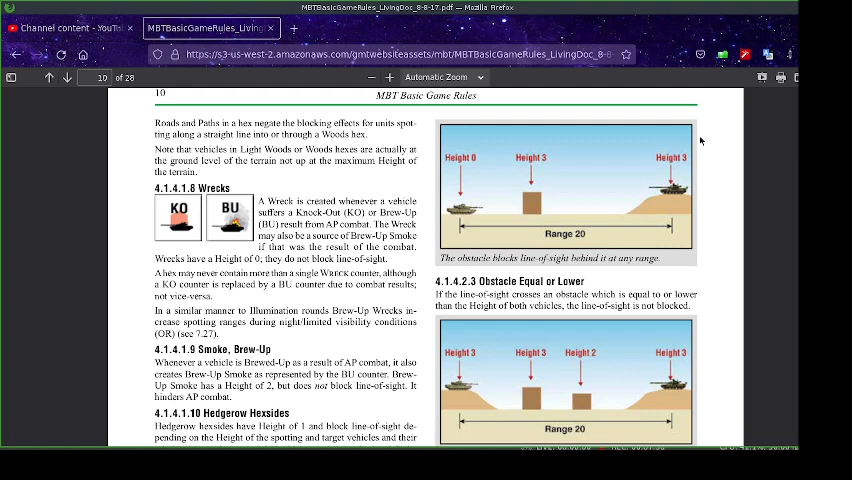 MBTBasicGameRules_LivingDoc_8-8-17.pdf — Mozilla Firefox
Channel content - YouTu
MBTBasicGameRules_Living
https://s3-us-west-2.amazonaws.com/gmtwebsiteassets/mbt/MBTBasicGameRules_LivingDoc_8-8
10 of 28
Automatic Zoom
10
MBT Basic Game Rules
Roads and Paths in a hex negate the blocking effects for units spot-
ting along a straight line into or through a Woods hex.
Note that vehicles in Light Woods or Woods hexes are actually at
the ground level of the terrain not up at the maximum Height of
the terrain.
4.1.4.1.8 Wrecks
KO
BU
A Wreck is created whenever a vehicle
suffers a Knock-Out (KO) or Brew-Up
(BU) result from AP combat. The Wreck
may also be a source of Brew-Up Smoke
if that was the result of the combat.
Wrecks have a Height of 0; they do not block line-of-sight.
A hex may never contain more than a single WRECK counter, although
a KO counter is replaced by a BU counter due to combat results;
not vice-versa.
In a similar manner to Illumination rounds Brew-Up Wrecks in-
crease spotting ranges during night/limited visibility conditions
(OR) (see 7.27).
4.1.4.1.9 Smoke, Brew-Up
Whenever a vehicle is Brewed-Up as a result of AP combat, it also
creates Brew-Up Smoke as represented by the BU counter. Brew-
Up Smoke has a Height of 2, but does not block line-of-sight. It
hinders AP combat.
4.1.4.1.10 Hedgerow Hexsides
Hedgerow hexsides have Height of 1 and block line-of-sight de-
pending on the Height of the spotting and target vehicles and their
Height 0
Height 3
Height 3
Range 20
The obstacle blocks line-of-sight behind it at any range.
4.1.4.2.3 Obstacle Equal or Lower
If the line-of-sight crosses an obstacle which is equal to or lower
than the Height of both vehicles, the line-of-sight is not blocked.
Height 3
Height 3
Height 2
Height 3
Range 20